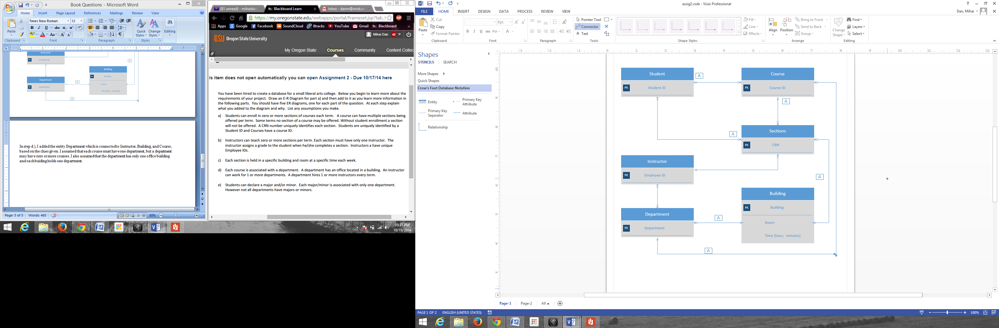 Book Questions - Microsoft Word
Home Insert Page Layout References Mailings Review View
Times New Roman 12
Paste
Quick Styles
Change Styles
Editing
Clipboard Font Paragraph Styles
Instructor
PK Employee ID
A
Building
PK Building
Room
Time (hour, minutes)
Department
PK Department
A
A
In step d.), I added the entity Department which is connected to Instructor, Building, and Course,
based on the clues given. I assumed that each course must have one department, but a department
may have zero or more courses. I also assumed that the department has only one office building
and each buiding holds one department.
Page: 5 of 5 Words: 465 80%
(81 unread) - mihaidan
Blackboard Learn
Inbox - danm@onid.or
https://my.oregonstate.edu/webapps/portal/frameset.jsp?tab_t
ABP
Apps Google Facebook SoundCloud 8tracks YouTube Gmail Blackboard
OSU Oregon State University
Mihai Dan 42
My Oregon State Courses Community Content Collec
is item does not open automatically you can open Assignment 2 - Due 10/17/14 here
You have been hired to create a database for a small liberal arts college. Below you begin to learn more about the
requirements of your project. Draw an E-R Diagram for part a) and then add to it as you learn more information in
the following parts. You should have five ER diagrams, one for each part of the question. At each step explain
what you added to the diagram and why. List any assumptions you make.
a) Students can enroll in zero or more sections of courses each term. A course can have multiple sections being
offered per term. Some terms no section of a course may be offered. Without student enrollment a section
will not be offered. A CRN number uniquely identifies each section. Students are uniquely identified by a
Student ID and Courses have a course ID.
b) Instructors can teach zero or more sections per term. Each section must have only one instructor. The
instructor assigns a grade to the student when he/she completes a section. Instructors a have unique
Employee IDs.
c) Each section is held in a specific building and room at a specific time each week.
d) Each course is associated with a department. A department has an office located in a building. An instructor
can work for 1 or more departments. A department hires 1 or more instructors every term.
e) Students can declare a major and/or minor. Each major/minor is associated with only one department.
However not all departments have majors or minors.
10:31 PM
10/19/2014
assig2.vsdx - Visio Professional
FILE HOME INSERT DESIGN DATA PROCESS REVIEW VIEW
Dan, Mihai
Paste
Cut
Copy
Format Painter
8pt.
Pointer Tool
Connector
Text
Fill
Line
Effects
Align
Position
Bring to Front
Send to Back
Group
Change Shape
Find
Layers
Select
Clipboard Font Paragraph Tools Shape Styles Arrange Editing
Shapes
STENCILS SEARCH
More Shapes
Quick Shapes
Crow's Foot Database Notation
Entity
Primary Key Attribute
Primary Key Separator
Attribute
Relationship
Student
PK Student ID
A
Course
PK Course ID
A
Sections
PK CRN
A
Instructor
PK Employee ID
A
Building
PK Building
Room
Time (hour, minutes)
Department
PK Department
A
A
Page-1 Page-2 All
PAGE 1 OF 2 ENGLISH (UNITED STATES) 100%